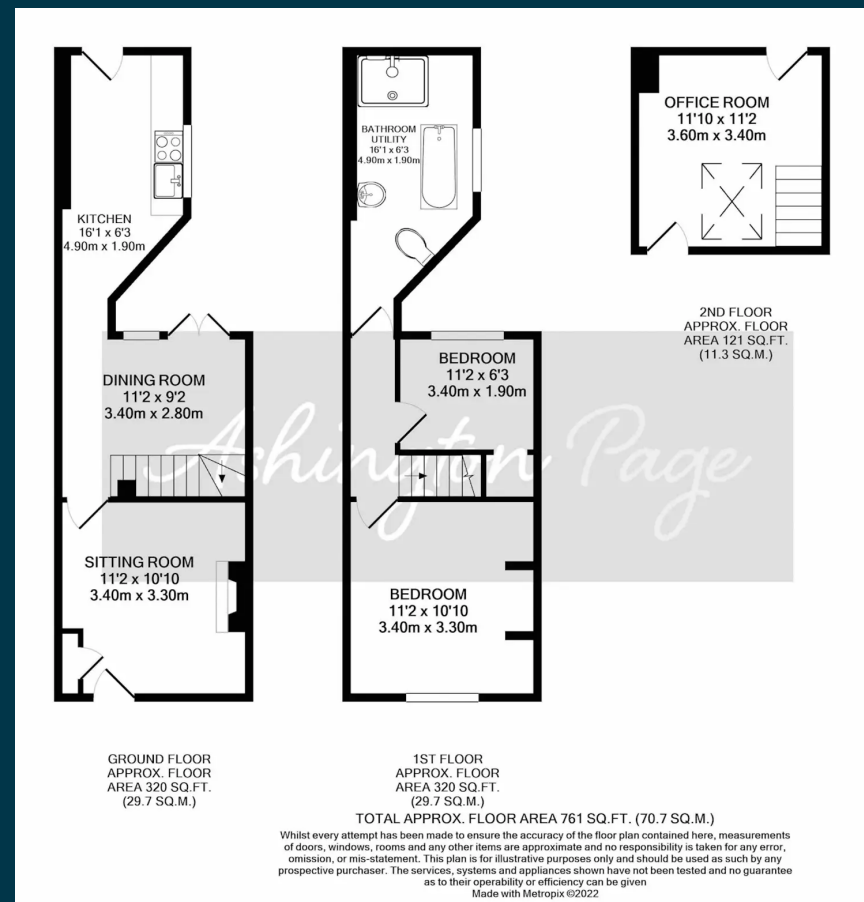 KITCHEN
16'1 x 6'3
4.90m x 1.90m
DINING ROOM
11'2 x 9'2
3.40m x 2.80m
SITTING ROOM
11'2 x 10'10
3.40m x 3.30m
GROUND FLOOR
APPROX. FLOOR
AREA 320 SQ.FT.
(29.7 SQ.M.)
BATHROOM
UTILITY
16'1 x 6'3
4.90m x 1.90m
BEDROOM
11'2 x 6'3
3.40m x 1.90m
BEDROOM
11'2 x 10'10
3.40m x 3.30m
1ST FLOOR
APPROX. FLOOR
AREA 320 SQ.FT.
(29.7 SQ.M.)
OFFICE ROOM
11'10 x 11'2
3.60m x 3.40m
2ND FLOOR
APPROX. FLOOR
AREA 121 SQ.FT.
(11.3 SQ.M.)
Ashington Page
TOTAL APPROX. FLOOR AREA 761 SQ.FT. (70.7 SQ.M.)
Whilst every attempt has been made to ensure the accuracy of the floor plan contained here, measurements
of doors, windows, rooms and any other items are approximate and no responsibility is taken for any error,
omission, or mis-statement. This plan is for illustrative purposes only and should be used as such by any
prospective purchaser. The services, systems and appliances shown have not been tested and no guarantee
as to their operability or efficiency can be given
Made with Metropix ©2022